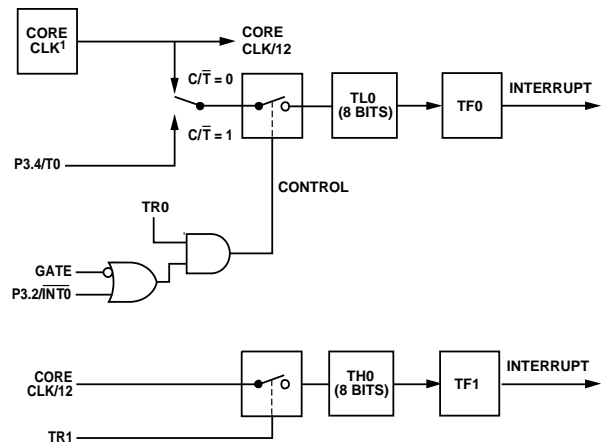 CORE
CLK¹
CORE
CLK/12
C/T̅ = 0
C/T̅ = 1
P3.4/T0
TL0
(8 BITS)
TF0
INTERRUPT
CONTROL
TR0
GATE
P3.2/I̅N̅T̅0̅
CORE
CLK/12
TH0
(8 BITS)
TF1
INTERRUPT
TR1